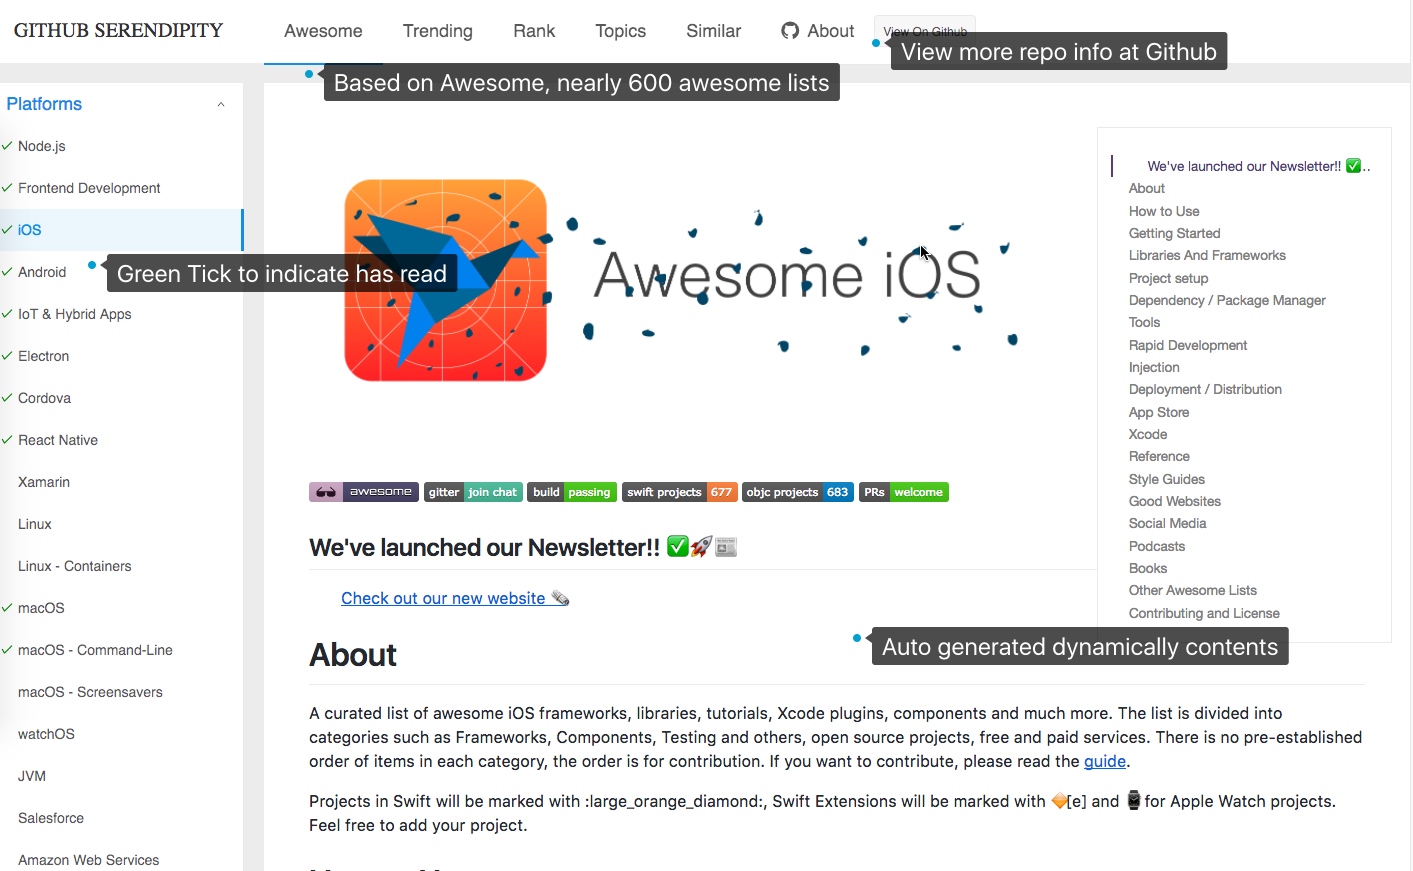 GITHUB SERENDIPITY
Awesome
Trending
Rank
Topics
Similar
About
View On Github
View more repo info at Github
Based on Awesome, nearly 600 awesome lists
Platforms
Node.js
Frontend Development
iOS
Android
Green Tick to indicate has read
IoT & Hybrid Apps
Electron
Cordova
React Native
Xamarin
Linux
Linux - Containers
macOS
macOS - Command-Line
macOS - Screensavers
watchOS
JVM
Salesforce
Amazon Web Services
Awesome iOS
awesome
gitter join chat
build passing
swift projects 677
objc projects 683
PRs welcome
We've launched our Newsletter!! ✅🚀📰
Check out our new website 🗞
About
A curated list of awesome iOS frameworks, libraries, tutorials, Xcode plugins, components and much more. The list is divided into
categories such as Frameworks, Components, Testing and others, open source projects, free and paid services. There is no pre-established
order of items in each category, the order is for contribution. If you want to contribute, please read the guide.
Projects in Swift will be marked with :large_orange_diamond:, Swift Extensions will be marked with 🔶[e] and ⌚ for Apple Watch projects.
Feel free to add your project.
We've launched our Newsletter!! ✅..
About
How to Use
Getting Started
Libraries And Frameworks
Project setup
Dependency / Package Manager
Tools
Rapid Development
Injection
Deployment / Distribution
App Store
Xcode
Reference
Style Guides
Good Websites
Social Media
Podcasts
Books
Other Awesome Lists
Contributing and License
Auto generated dynamically contents